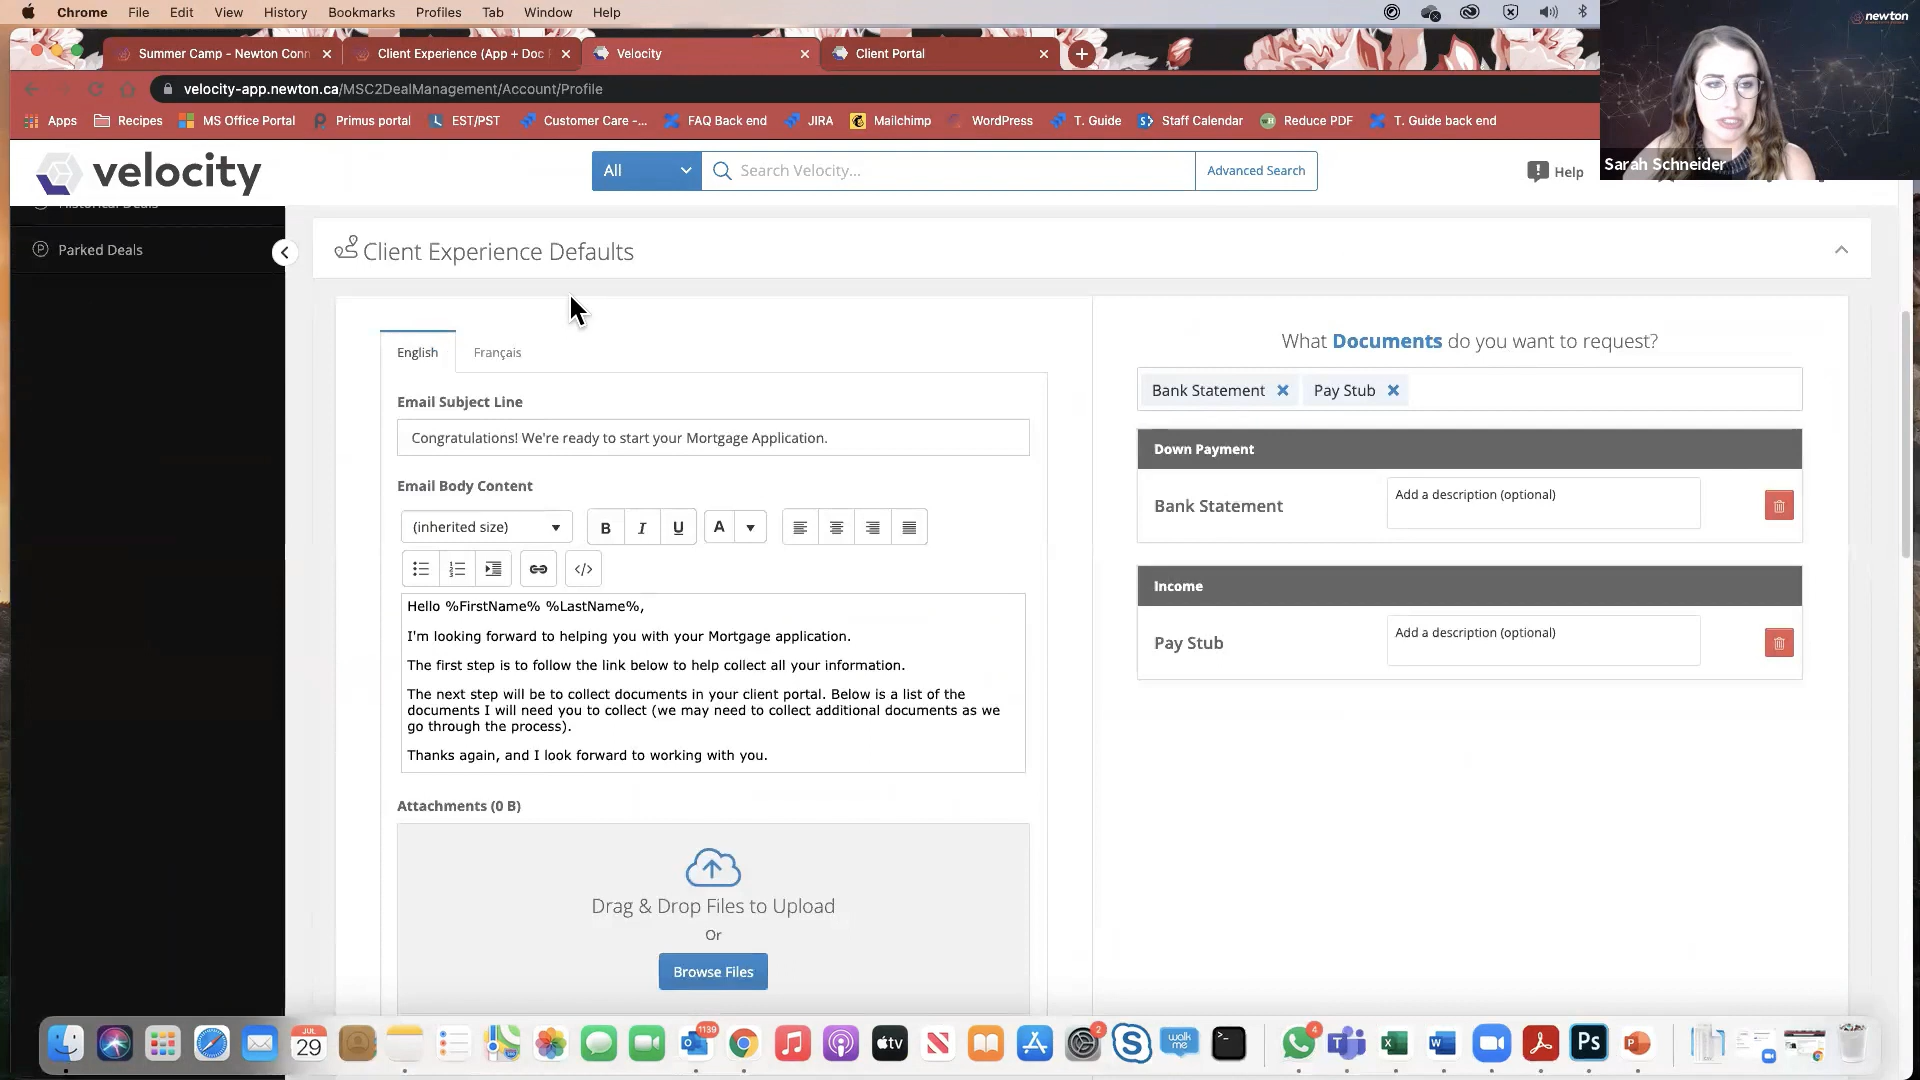 Chrome File Edit View History Bookmarks Profiles Tab Window Help
newton
Summer Camp - Newton Conn
Client Experience (App + Doc
Velocity
Client Portal
velocity-app.newton.ca/MSC2DealManagement/Account/Profile
Apps Recipes MS Office Portal Primus portal EST/PST Customer Care -... FAQ Back end JIRA Mailchimp WordPress T. Guide Staff Calendar Reduce PDF T. Guide back end
Sarah Schneider
velocity
All
Search Velocity...
Advanced Search
Help
Historical Deals
Parked Deals
Client Experience Defaults
English
Français
Email Subject Line
Congratulations! We're ready to start your Mortgage Application.
Email Body Content
(inherited size)
B I U A
Hello %FirstName% %LastName%,
I'm looking forward to helping you with your Mortgage application.
The first step is to follow the link below to help collect all your information.
The next step will be to collect documents in your client portal. Below is a list of the
documents I will need you to collect (we may need to collect additional documents as we
go through the process).
Thanks again, and I look forward to working with you.
Attachments (0 B)
Drag & Drop Files to Upload
Or
Browse Files
What Documents do you want to request?
Bank Statement
Pay Stub
Down Payment
Bank Statement
Add a description (optional)
Income
Pay Stub
Add a description (optional)
JUL
29
1139
tv
2
walk
me
4